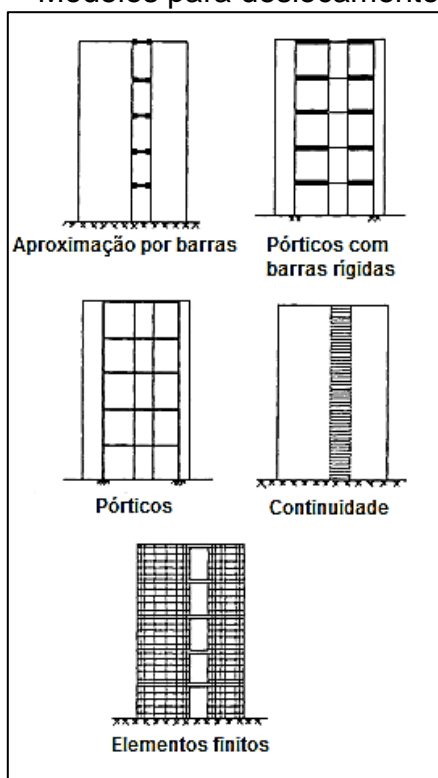 Modelos para deslocamento
Aproximação por barras
Pórticos com
barras rígidas
Pórticos
Continuidade
Elementos finitos